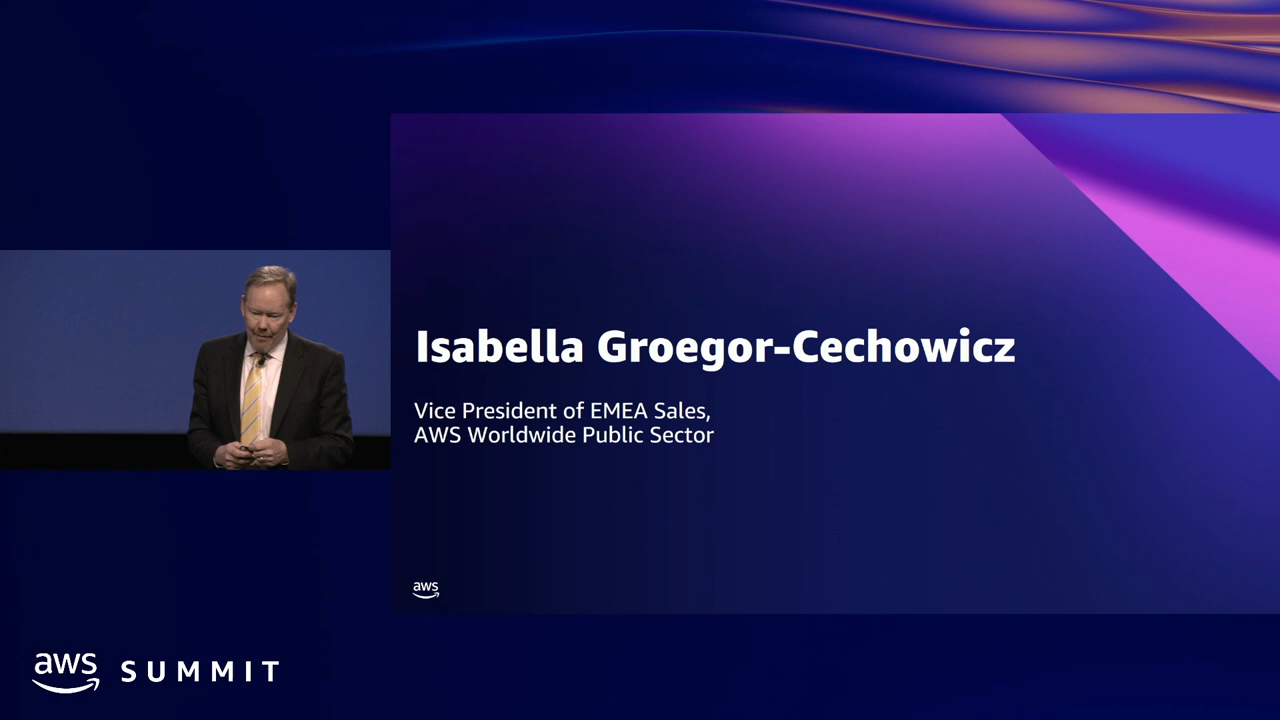 Isabella Groegor-Cechowicz
Vice President of EMEA Sales,
AWS Worldwide Public Sector
aws
aws SUMMIT